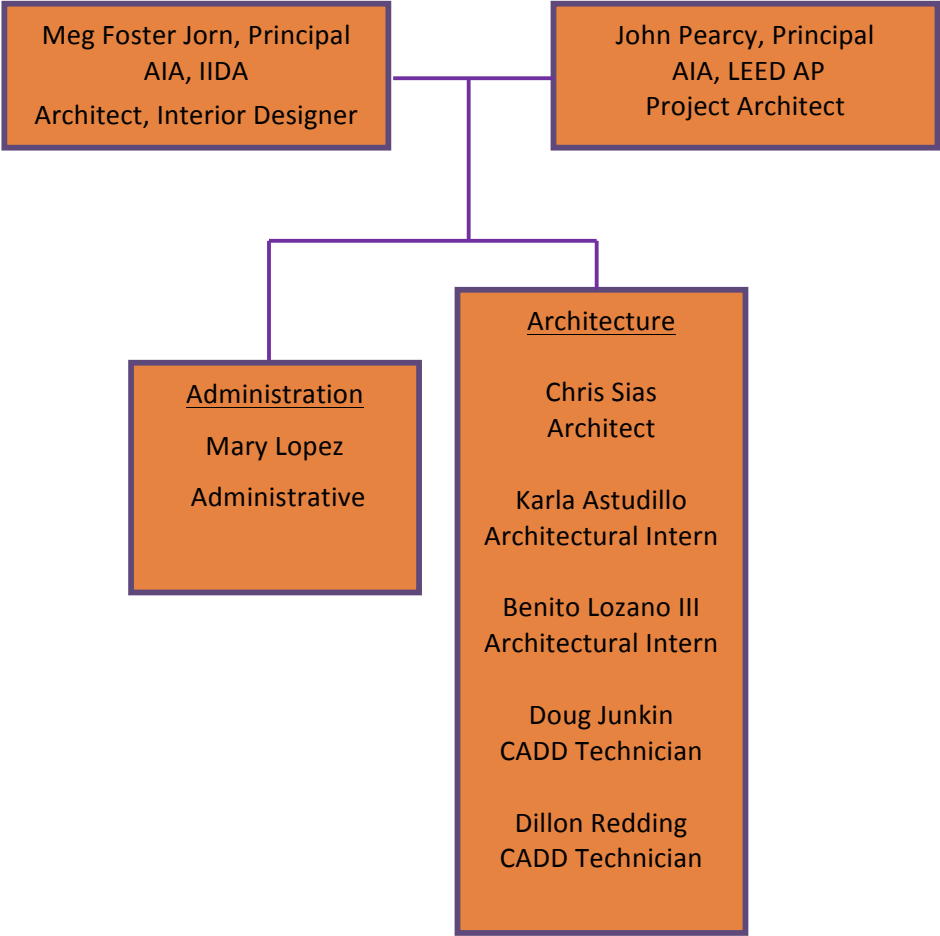 Meg Foster Jorn, Principal
AIA, IIDA
Architect, Interior Designer
John Pearcy, Principal
AIA, LEED AP
Project Architect
Administration
Mary Lopez
Administrative
Architecture
Chris Sias
Architect
Karla Astudillo
Architectural Intern
Benito Lozano III
Architectural Intern
Doug Junkin
CADD Technician
Dillon Redding
CADD Technician